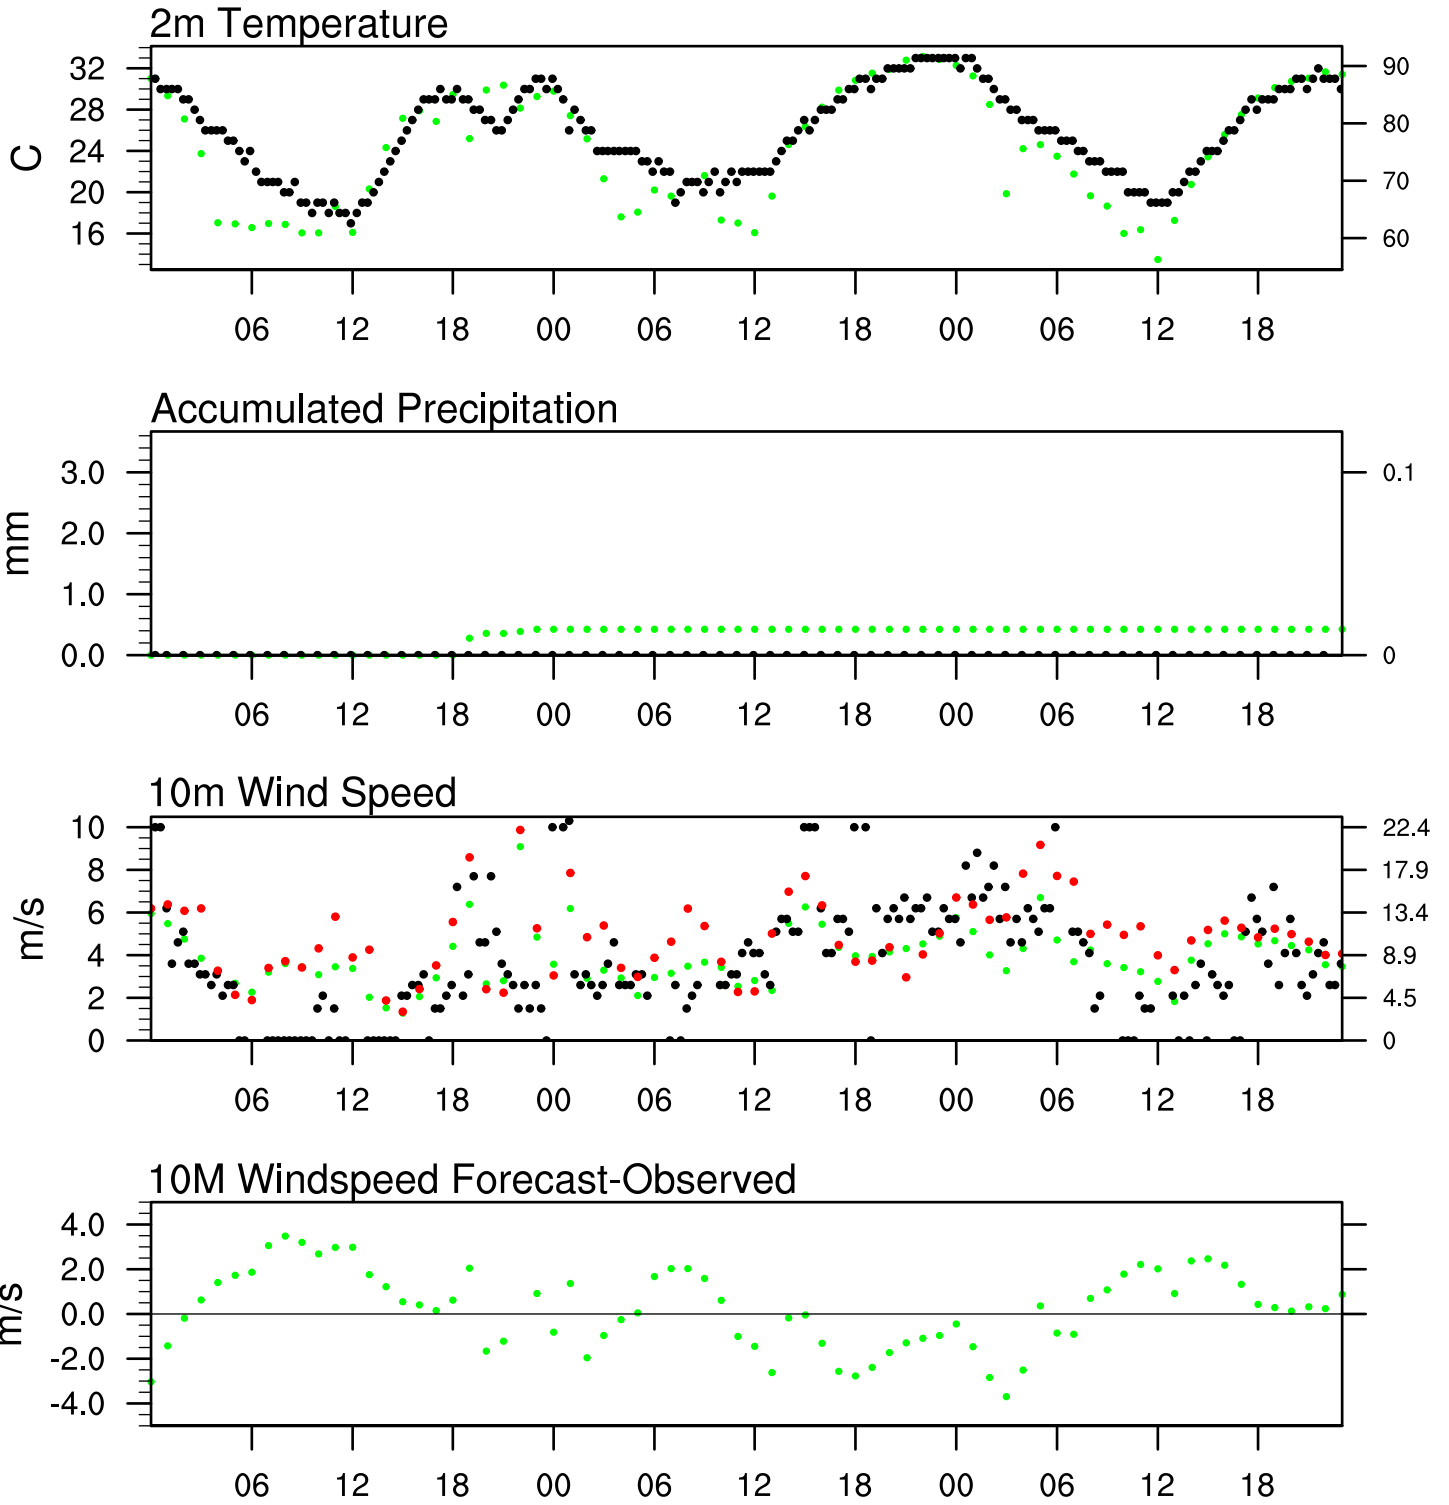 2m Temperature
32
28
24
20
16
C
90
80
70
60
06 12 18 00 06 12 18 00 06 12 18
Accumulated Precipitation
3.0
2.0
1.0
0.0
mm
0.1
0
06 12 18 00 06 12 18 00 06 12 18
10m Wind Speed
10
8
6
4
2
0
m/s
22.4
17.9
13.4
8.9
4.5
0
06 12 18 00 06 12 18 00 06 12 18
10M Windspeed Forecast-Observed
4.0
2.0
0.0
-2.0
-4.0
m/s
06 12 18 00 06 12 18 00 06 12 18